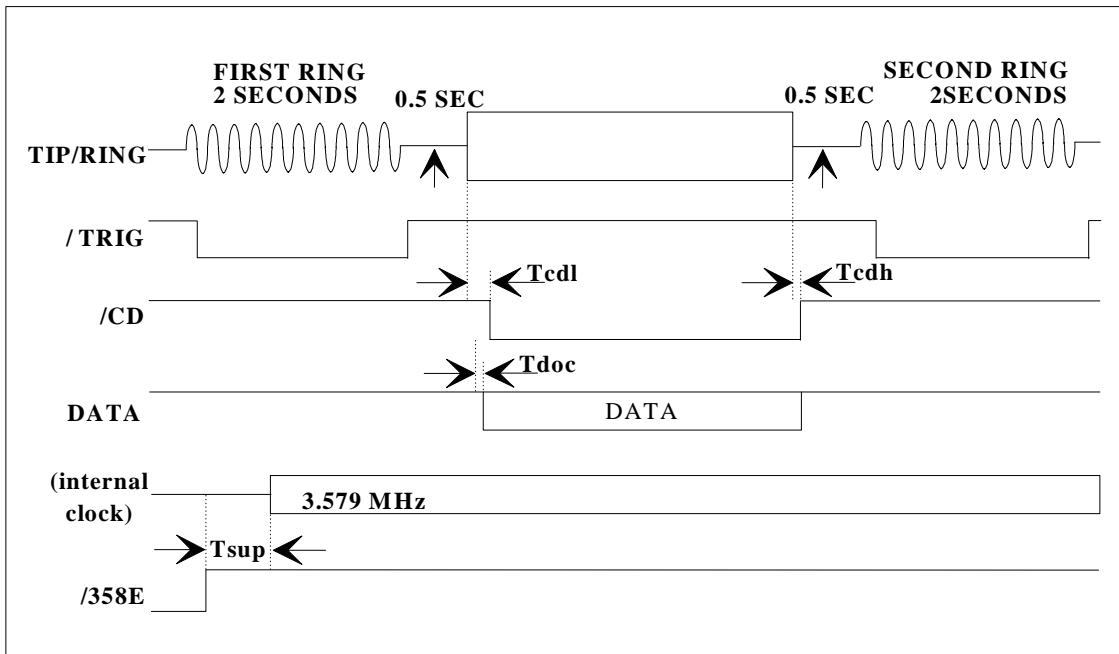 FIRST RING
2 SECONDS
0.5 SEC
0.5 SEC
SECOND RING
2SECONDS
TIP/RING
/ TRIG
Tcdl
Tcdh
/CD
Tdoc
DATA
DATA
(internal
clock)
3.579 MHz
Tsup
/358E